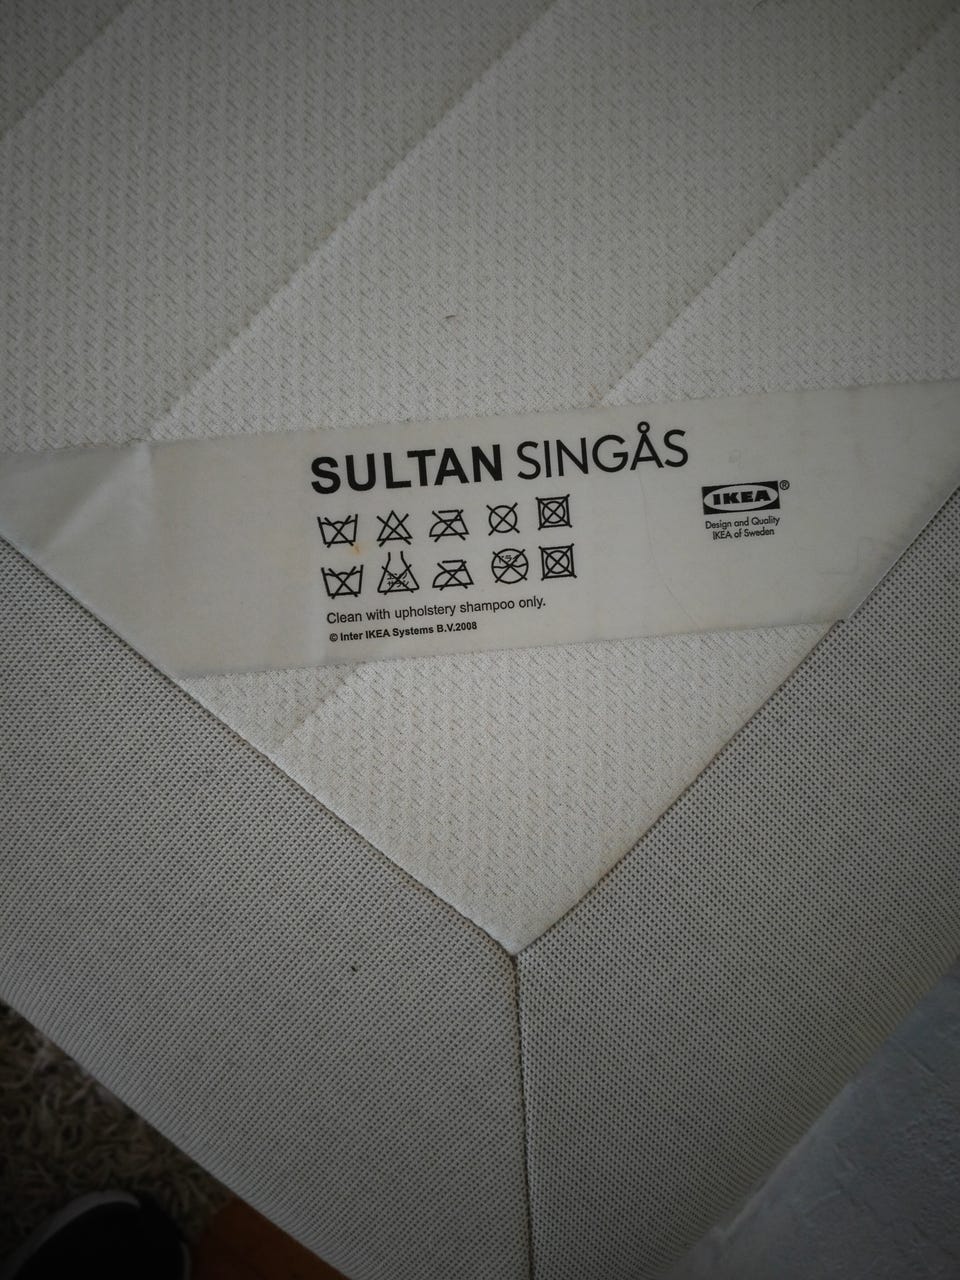 SULTAN SINGÅS
IKEA®
Design and Quality
IKEA of Sweden
Clean with upholstery shampoo only.
© Inter IKEA Systems B.V.2008